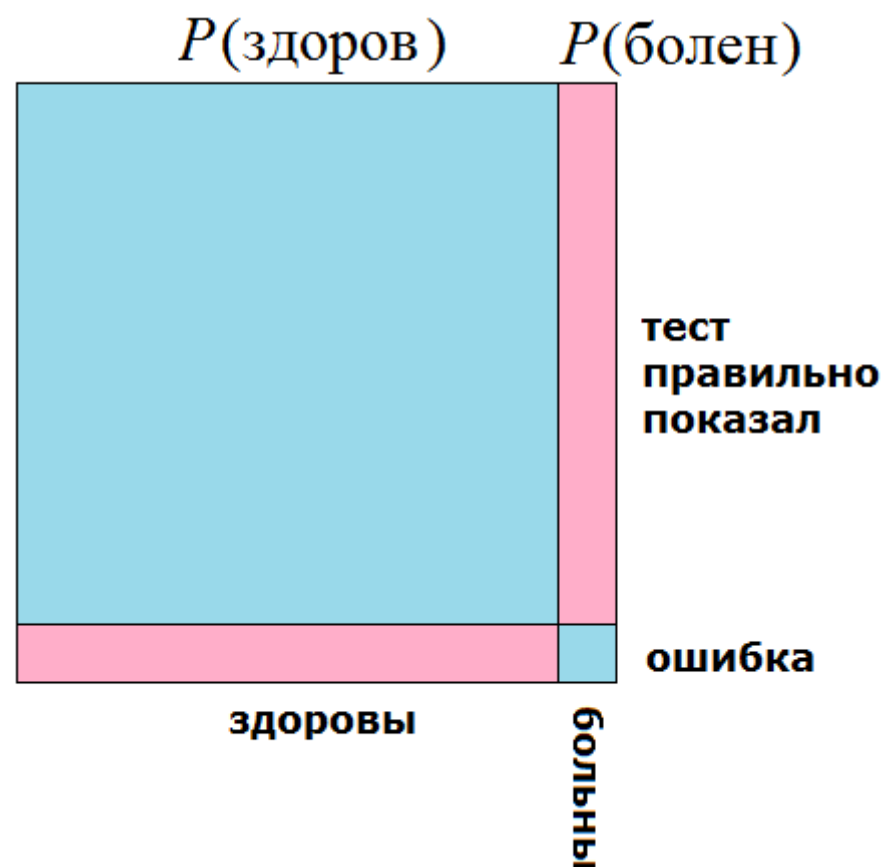 P(здоров) P(болен)
тест
правильно
показал
ошибка
здоровы
больны